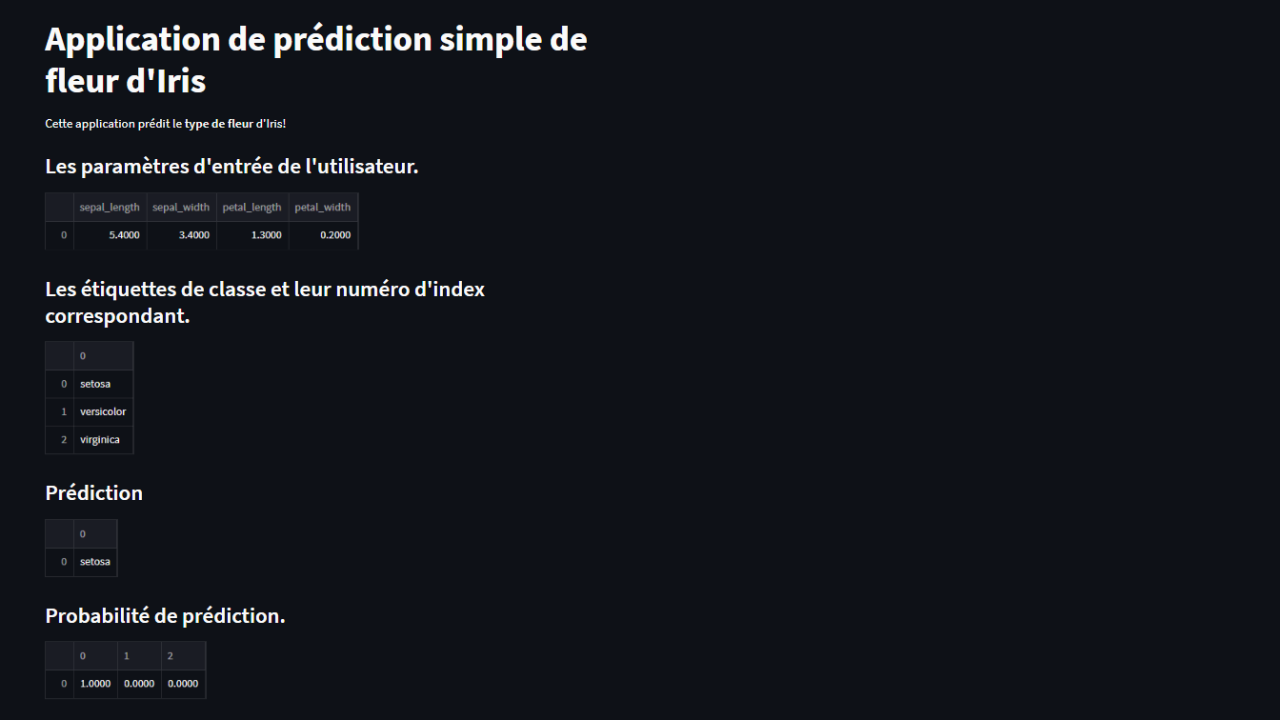 Application de prédiction simple de
fleur d'Iris
Cette application prédit le type de fleur d'Iris!
Les paramètres d'entrée de l'utilisateur.
sepal_length sepal_width petal_length petal_width
0 5.4000 3.4000 1.3000 0.2000
Les étiquettes de classe et leur numéro d'index
correspondant.
0
0 setosa
1 versicolor
2 virginica
Prédiction
0
0 setosa
Probabilité de prédiction.
0 1 2
0 1.0000 0.0000 0.0000